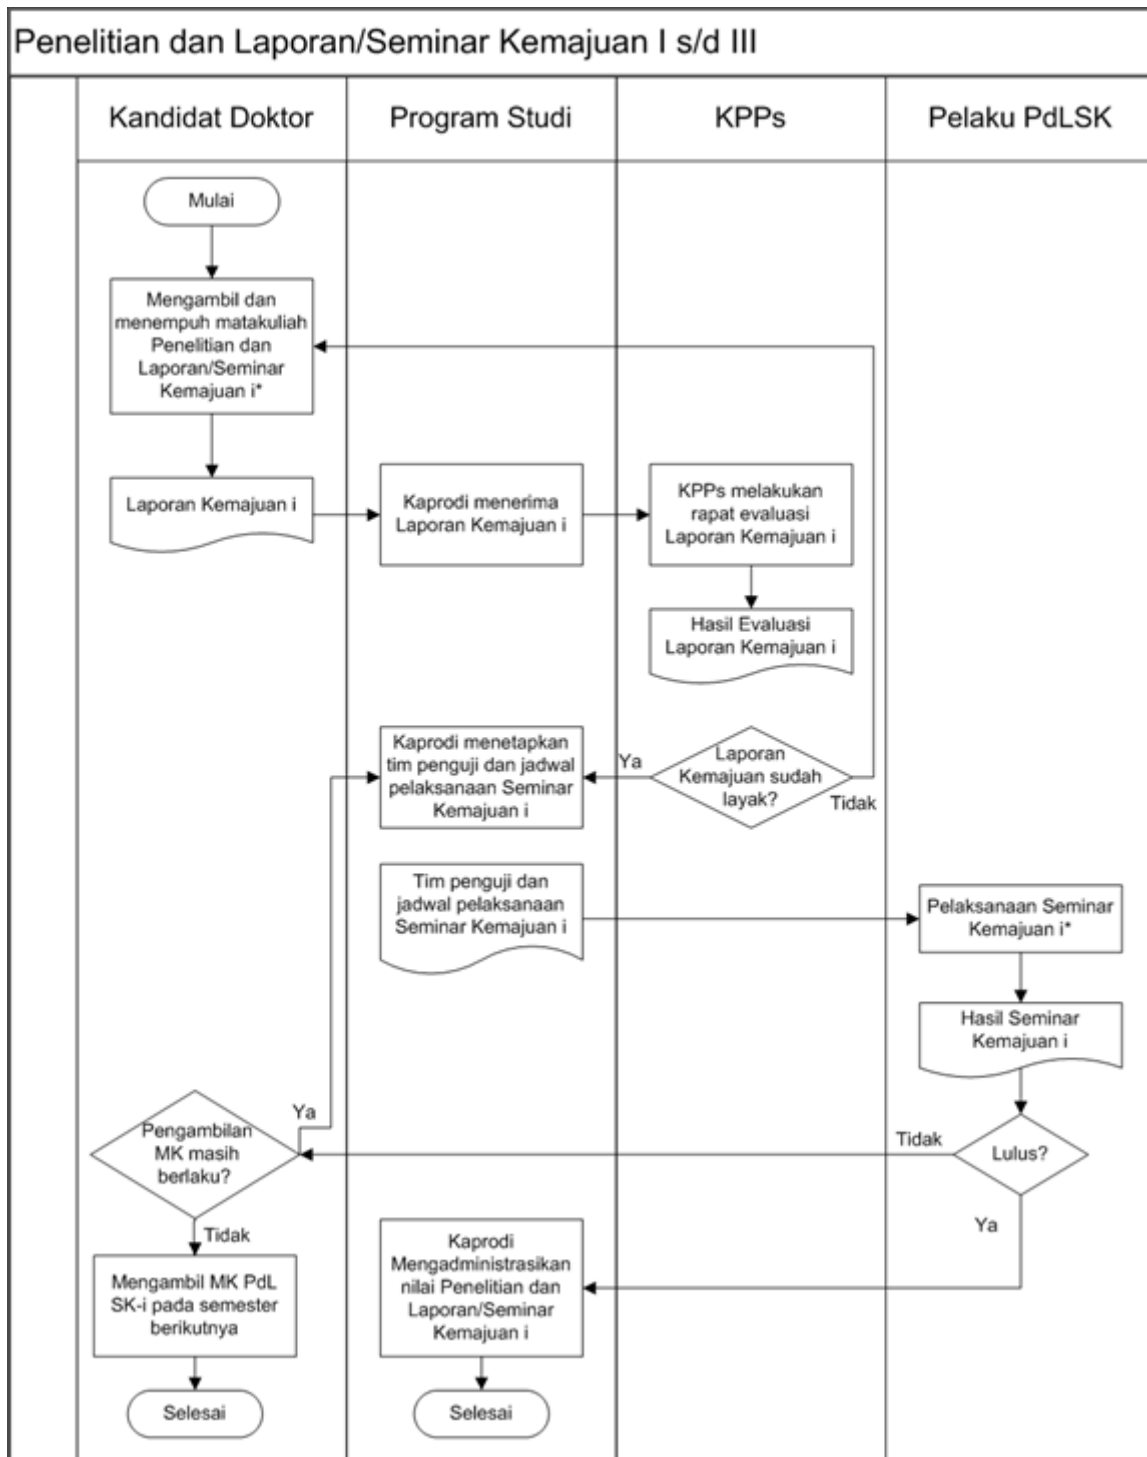 Penelitian dan Laporan/Seminar Kemajuan I s/d III
Kandidat Doktor
Program Studi
KPPs
Pelaku PdLSK
Mulai
Mengambil dan
menempuh matakuliah
Penelitian dan
Laporan/Seminar
Kemajuan i*
Laporan Kemajuan i
Kaprodi menerima
Laporan Kemajuan i
KPPs melakukan
rapat evaluasi
Laporan Kemajuan i
Hasil Evaluasi
Laporan Kemajuan i
Kaprodi menetapkan
tim penguji dan jadwal
pelaksanaan Seminar
Kemajuan i
Ya
Laporan
Kemajuan sudah
layak?
Tidak
Tim penguji dan
jadwal pelaksanaan
Seminar Kemajuan i
Pelaksanaan Seminar
Kemajuan i*
Hasil Seminar
Kemajuan i
Pengambilan
MK masih
berlaku?
Ya
Tidak
Lulus?
Ya
Tidak
Mengambil MK PdL
SK-i pada semester
berikutnya
Kaprodi
Mengadministrasikan
nilai Penelitian dan
Laporan/Seminar
Kemajuan i
Selesai
Selesai